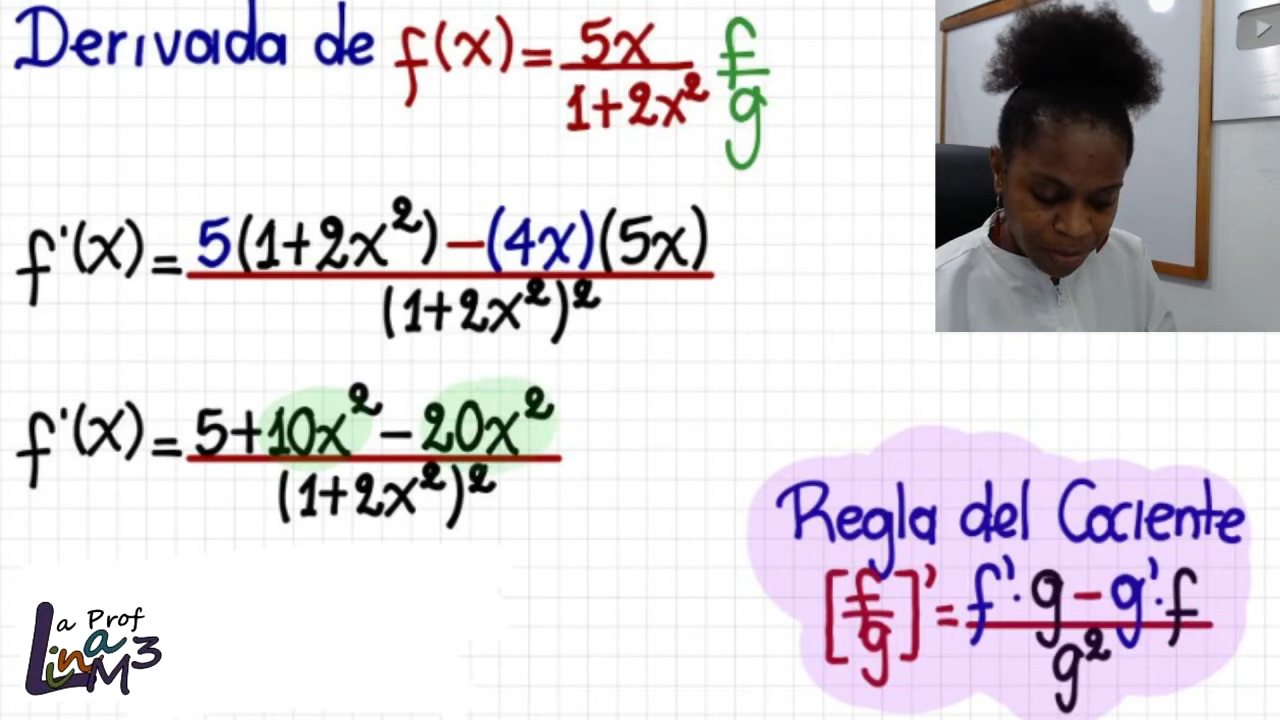 Derivada de f(x) = 5x / 1+2x² f/g
f'(x) = 5(1+2x²) − (4x)(5x) / (1+2x²)²
f'(x) = 5+10x² − 20x² / (1+2x²)²
Regla del Cociente
[f/g]' = f'·g − g'·f / g²
La Prof
Lina M3